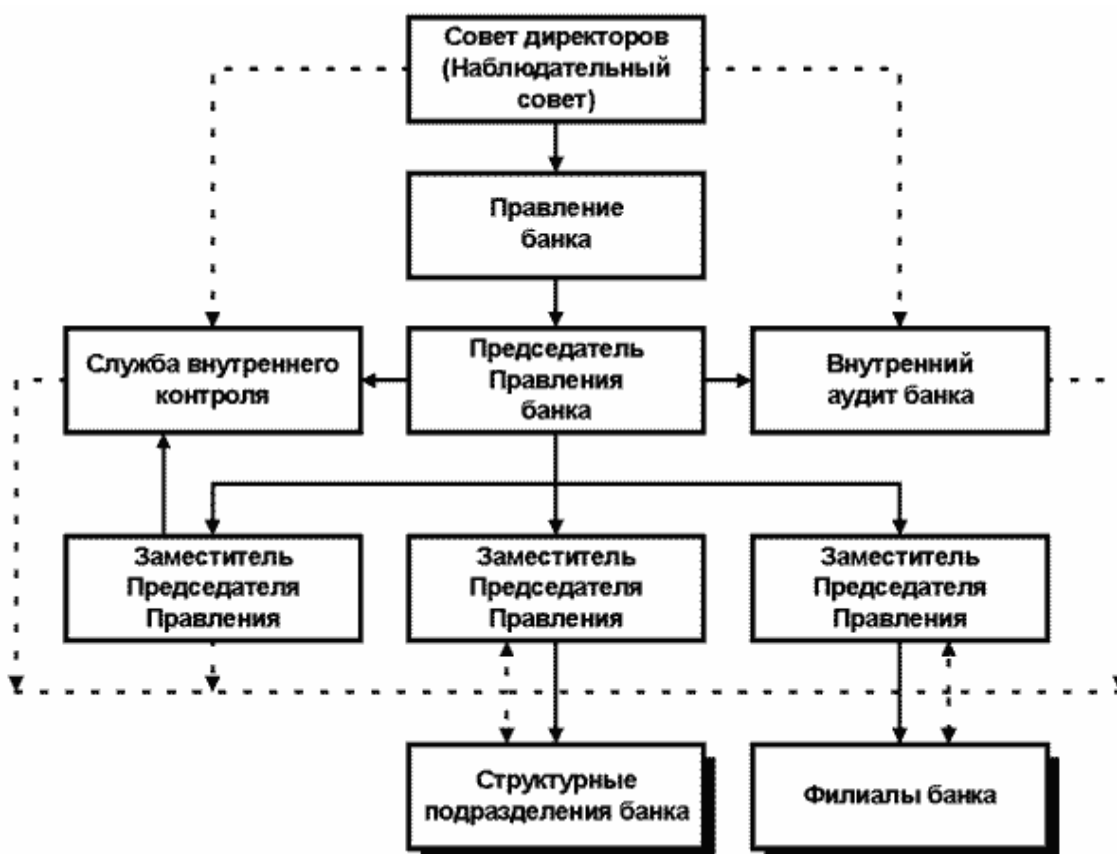 Совет директоров
(Наблюдательный
совет)
Правление
банка
Служба внутреннего
контроля
Председатель
Правления
банка
Внутренний
аудит банка
Заместитель
Председателя
Правления
Заместитель
Председателя
Правления
Заместитель
Председателя
Правления
Структурные
подразделения банка
Филиалы банка